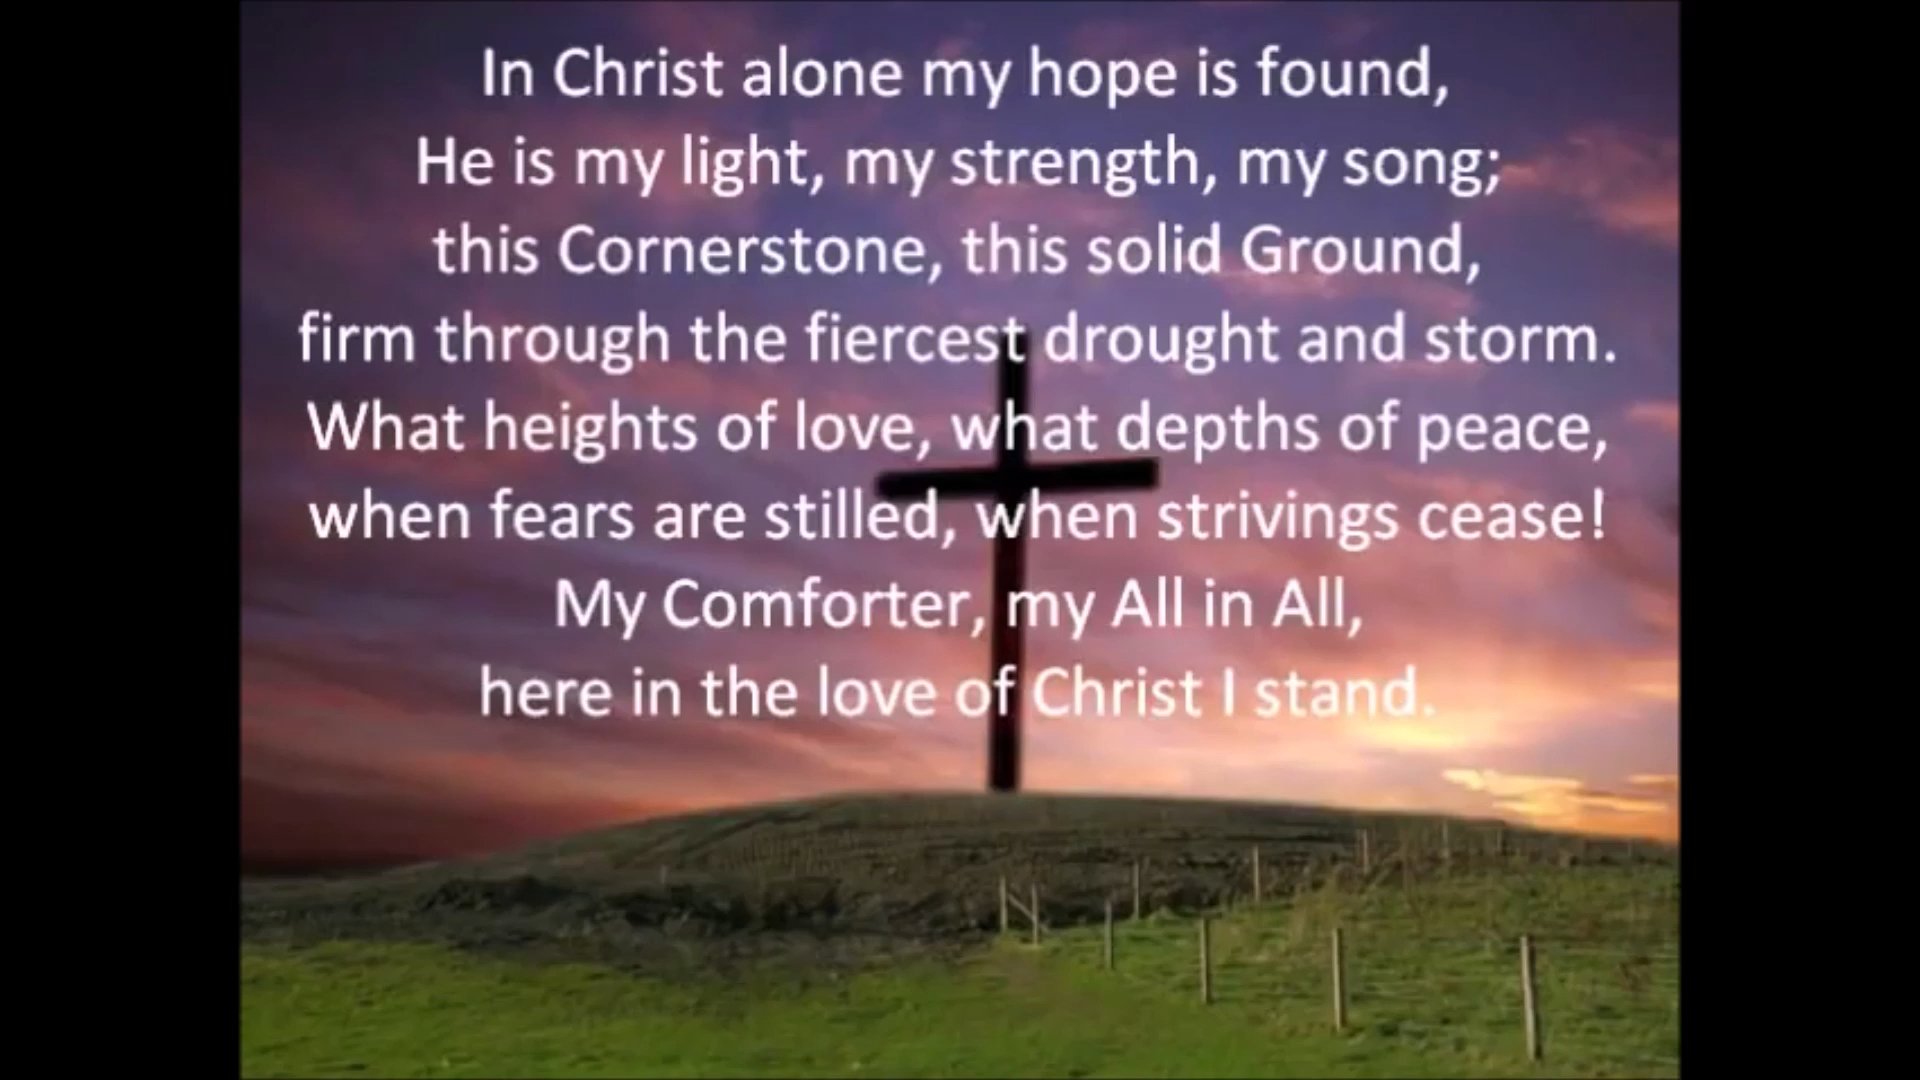 In Christ alone my hope is found,
He is my light, my strength, my song;
this Cornerstone, this solid Ground,
firm through the fiercest drought and storm.
What heights of love, what depths of peace,
when fears are stilled, when strivings cease!
My Comforter, my All in All,
here in the love of Christ I stand.